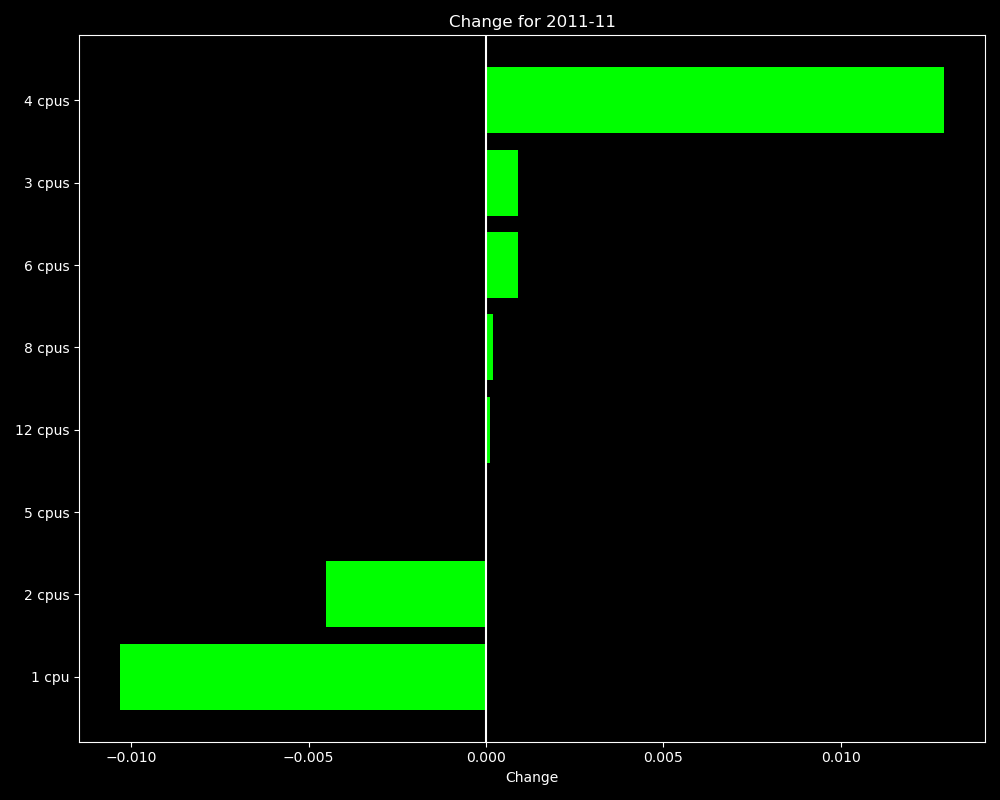 Change for 2011-11
4 cpus
3 cpus
6 cpus
8 cpus
12 cpus
5 cpus
2 cpus
1 cpu
−0.010 −0.005 0.000 0.005 0.010
Change